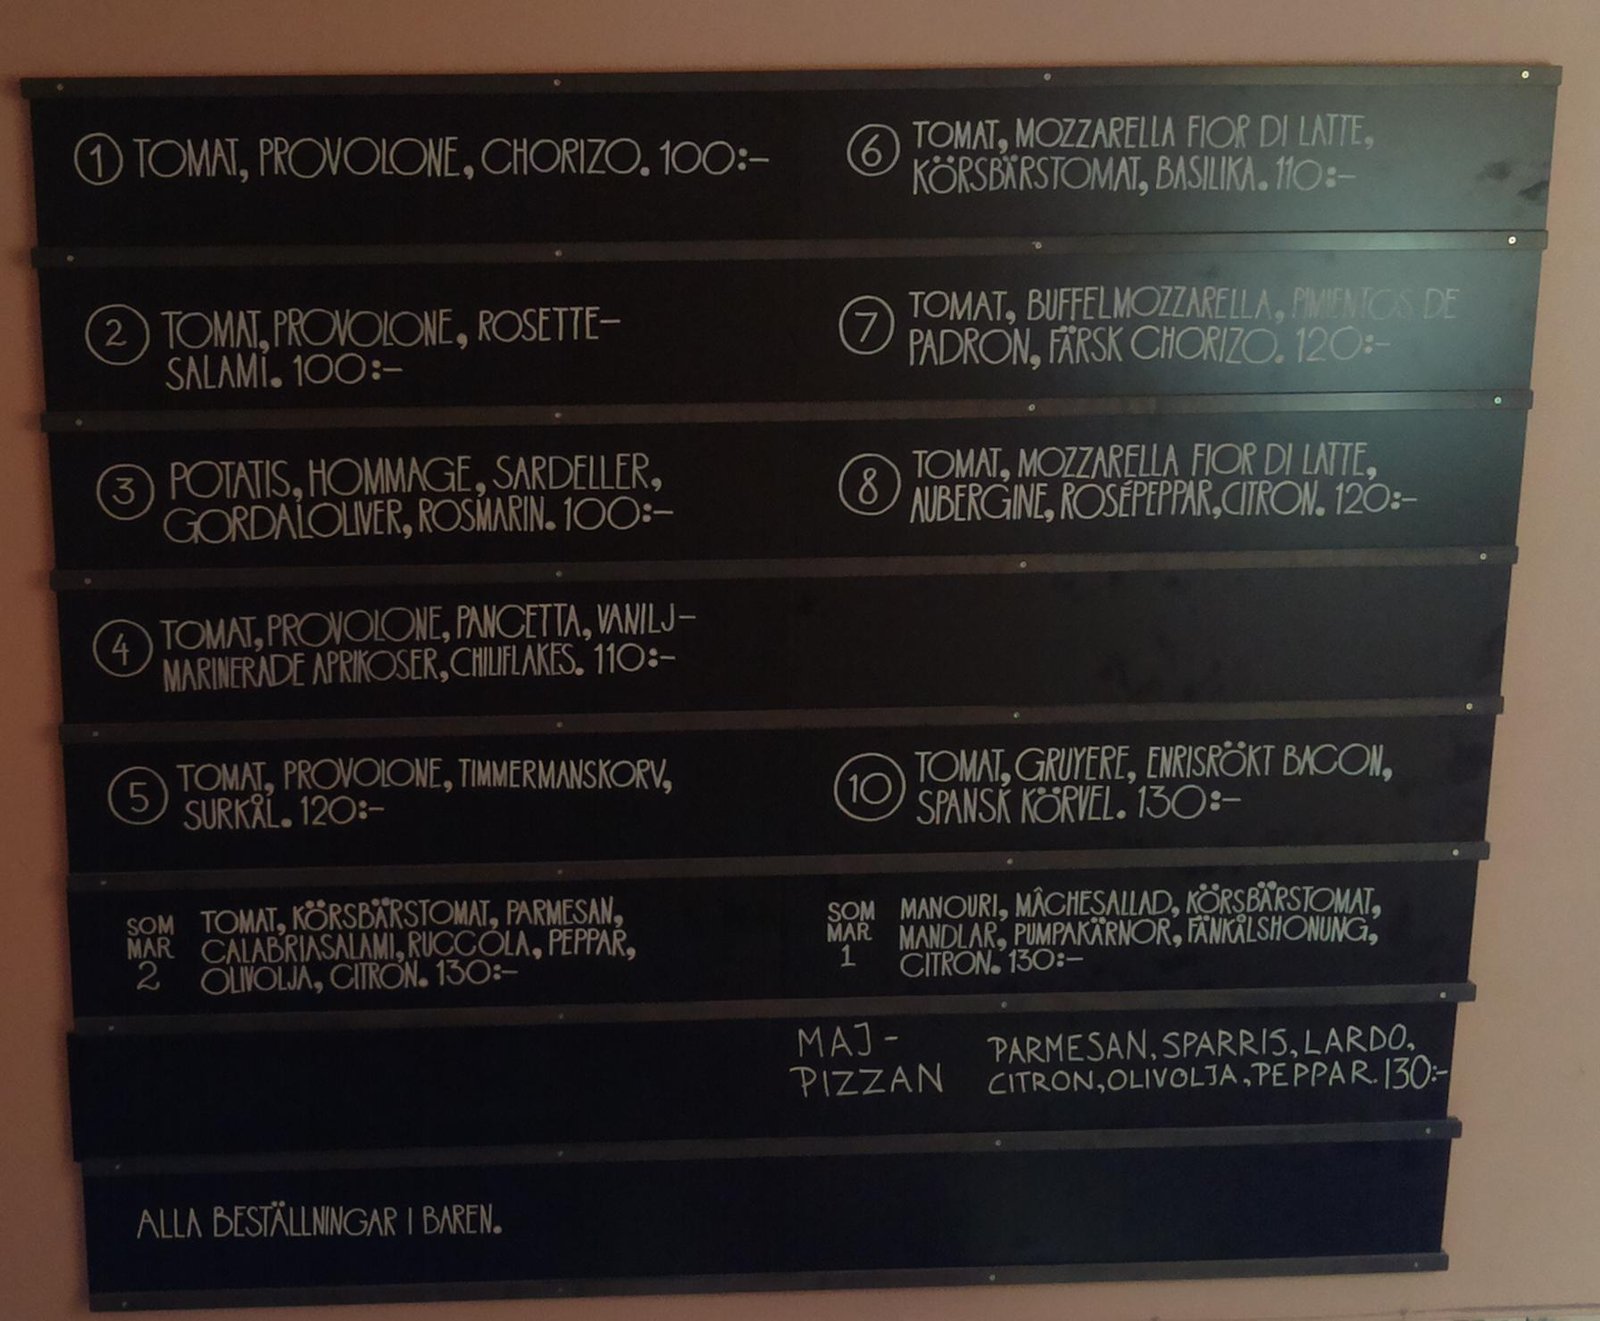 1 TOMAT, PROVOLONE, CHORIZO. 100:-
2 TOMAT, PROVOLONE, ROSETTE-
SALAMI. 100:-
3 POTATIS, HOMMAGE, SARDELLER,
GORDALOLIVER, ROSMARIN. 100:-
4 TOMAT, PROVOLONE, PANCETTA, VANILJ-
MARINERADE APRIKOSER, CHILIFLAKES. 110:-
5 TOMAT, PROVOLONE, TIMMERMANSKORV,
SURKÅL. 120:-
SOM
MAR
2
TOMAT, KÖRSBÄRSTOMAT, PARMESAN,
CALABRIASALAMI, RUCCOLA, PEPPAR,
OLIVOLJA, CITRON. 130:-
6 TOMAT, MOZZARELLA FIOR DI LATTE,
KÖRSBÄRSTOMAT, BASILIKA. 110:-
7 TOMAT, BUFFELMOZZARELLA, PIMIENTOS DE
PADRON, FÄRSK CHORIZO. 120:-
8 TOMAT, MOZZARELLA FIOR DI LATTE,
AUBERGINE, ROSÉPEPPAR, CITRON. 120:-
10 TOMAT, GRUYERE, ENRISRÖKT BACON,
SPANSK KÖRVEL. 130:-
SOM
MAR
1
MANOURI, MÂCHESALLAD, KÖRSBÄRSTOMAT,
MANDLAR, PUMPAKÄRNOR, FÄNKÅLSHONUNG,
CITRON. 130:-
MAJ-
PIZZAN
PARMESAN, SPARRIS, LARDO,
CITRON, OLIVOLJA, PEPPAR. 130:-
ALLA BESTÄLLNINGAR I BAREN.